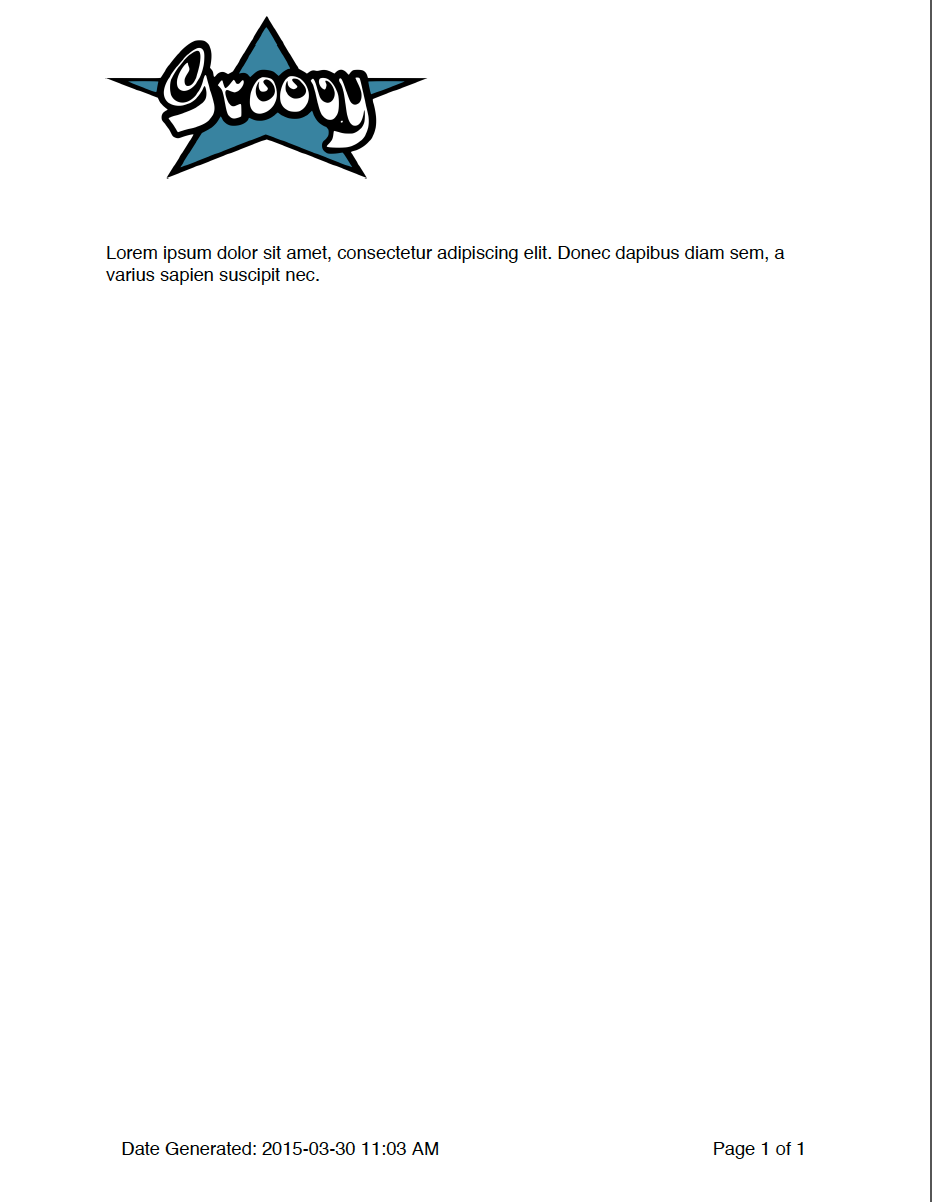 Groovy
Lorem ipsum dolor sit amet, consectetur adipiscing elit. Donec dapibus diam sem, a
varius sapien suscipit nec.
Date Generated: 2015-03-30 11:03 AM Page 1 of 1